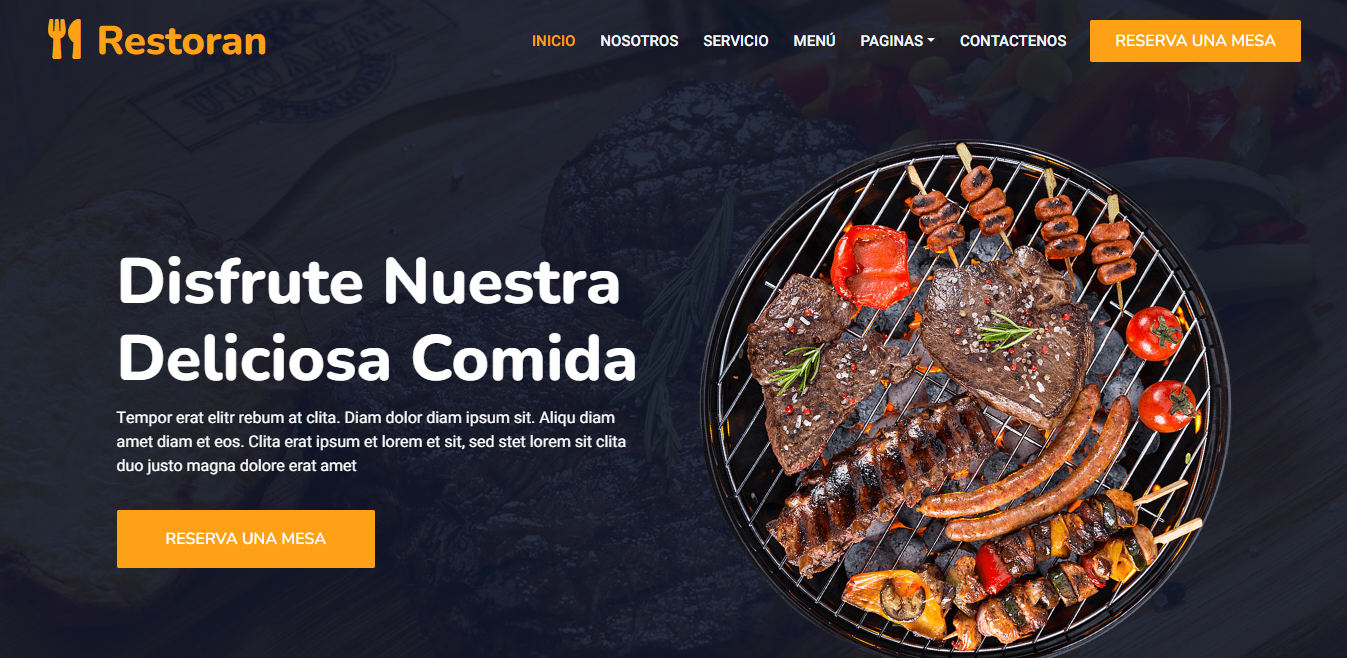 Restoran
INICIO NOSOTROS SERVICIO MENÚ PAGINAS CONTACTENOS RESERVA UNA MESA
Disfrute Nuestra
Deliciosa Comida
Tempor erat elitr rebum at clita. Diam dolor diam ipsum sit. Aliqu diam
amet diam et eos. Clita erat ipsum et lorem et sit, sed stet lorem sit clita
duo justo magna dolore erat amet
RESERVA UNA MESA